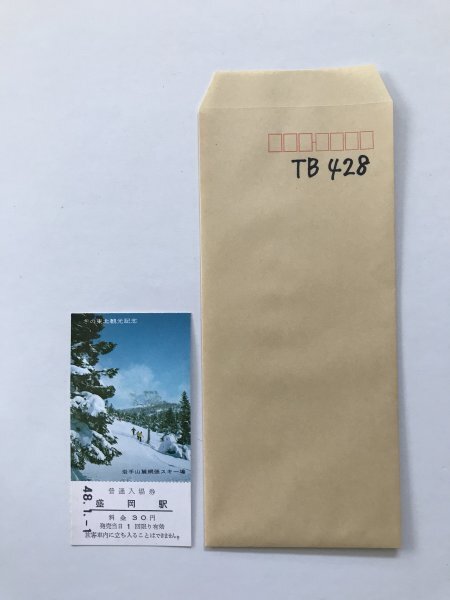 TB 428
冬の東北観光記念
岩手山麓網張スキー場
48.1.-1
普通入場券
盛岡駅
料金30円
発売当日1回限り有効
旅客車内に立ち入ることはできません。